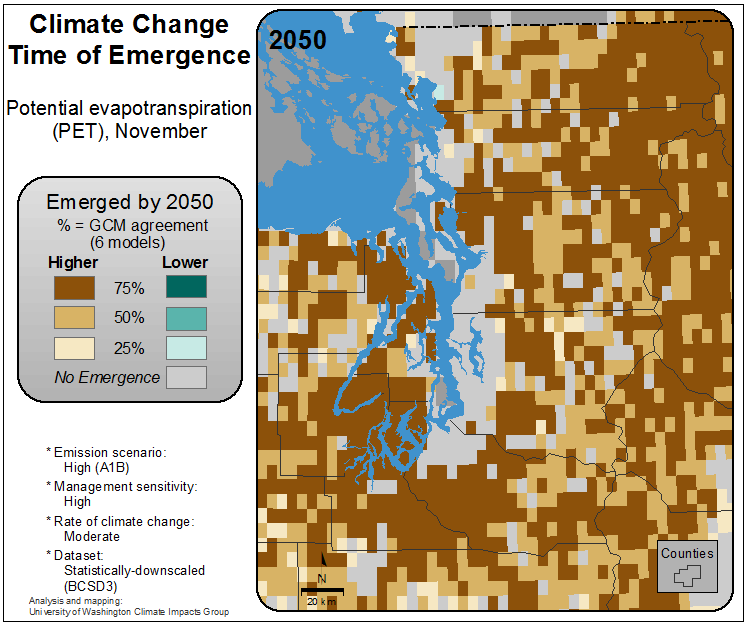 Climate Change
Time of Emergence
Potential evapotranspiration
(PET), November
Emerged by 2050
% = GCM agreement
(6 models)
Higher Lower
75%
50%
25%
No Emergence
* Emission scenario:
High (A1B)
* Management sensitivity:
High
* Rate of climate change:
Moderate
* Dataset:
Statistically-downscaled
(BCSD3)
Analysis and mapping:
University of Washington Climate Impacts Group
2050
N
20 km
Counties